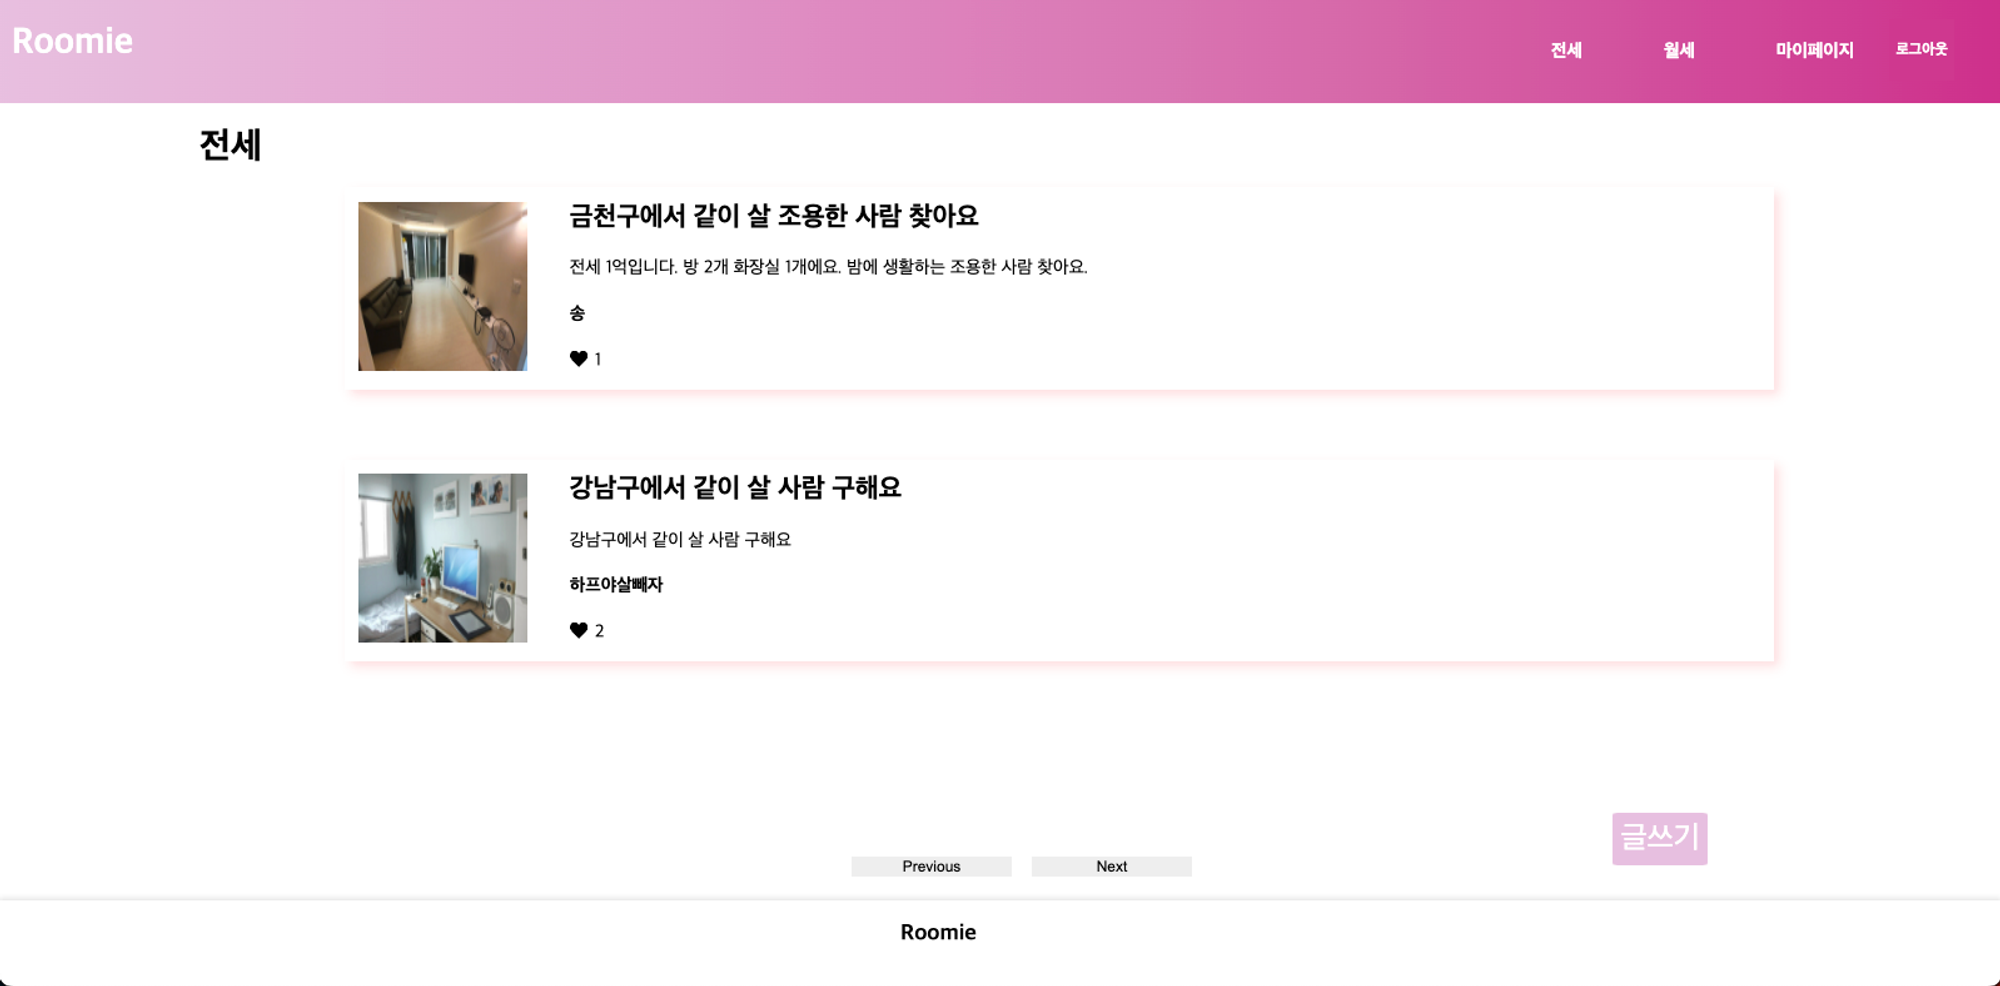 Roomie
전세
월세
마이페이지
로그아웃
전세
금천구에서 같이 살 조용한 사람 찾아요
전세 1억입니다. 방 2개 화장실 1개에요. 밤에 생활하는 조용한 사람 찾아요.
송
1
강남구에서 같이 살 사람 구해요
강남구에서 같이 살 사람 구해요
하프야살빼자
2
글쓰기
Previous
Next
Roomie